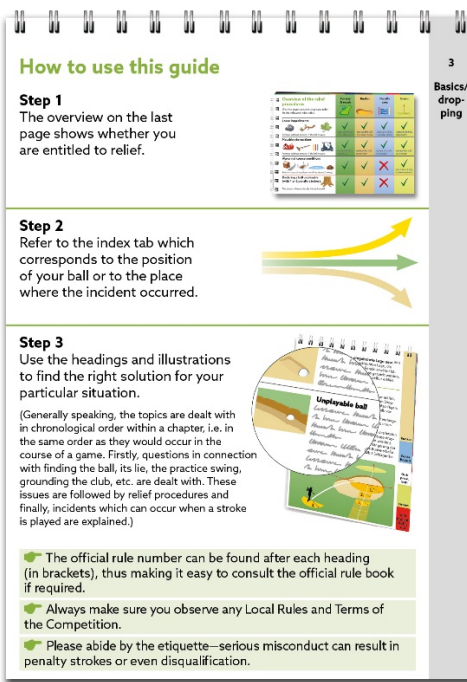 How to use this guide
Step 1
The overview on the last
page shows whether you
are entitled to relief.
Step 2
Refer to the index tab which
corresponds to the position
of your ball or to the place
where the incident occurred.
Step 3
Use the headings and illustrations
to find the right solution for your
particular situation.
(Generally speaking, the topics are dealt with
in chronological order within a chapter, i.e. in
the same order as they would occur in the
course of a game. Firstly, questions in connection
with finding the ball, its lie, the practice swing,
grounding the club, etc. are dealt with. These
issues are followed by relief procedures and
finally, incidents which can occur when a stroke
is played are explained.)
Unplayable ball
The official rule number can be found after each heading
(in brackets), thus making it easy to consult the official rule book
if required.
Always make sure you observe any Local Rules and Terms of
the Competition.
Please abide by the etiquette—serious misconduct can result in
penalty strokes or even disqualification.
3
Basics/
drop-
ping